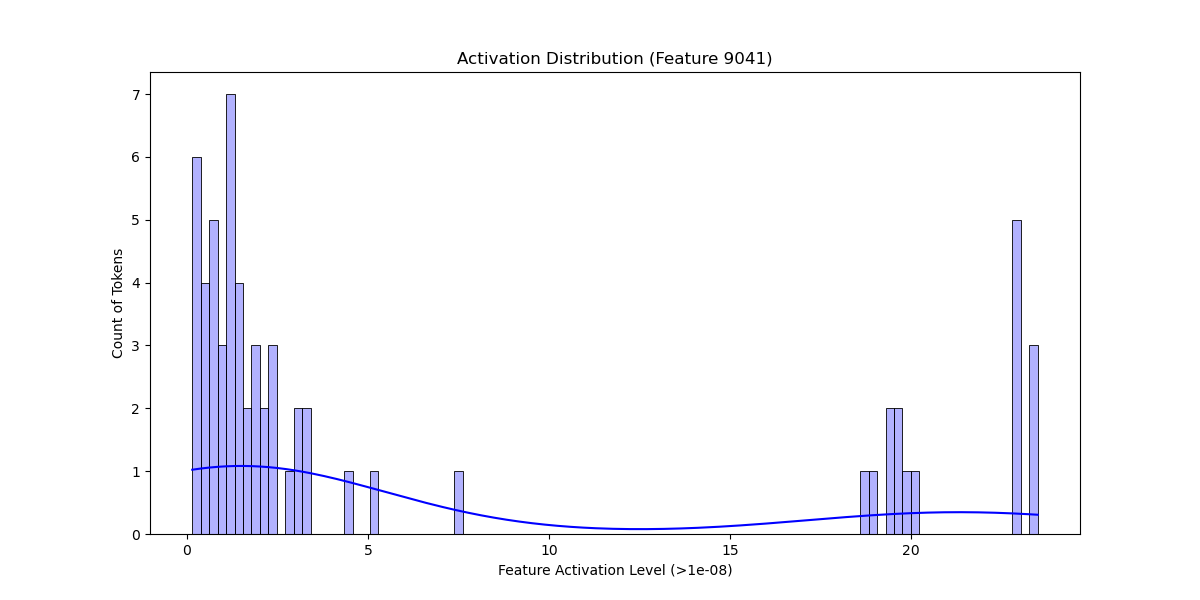 Activation Distribution (Feature 9041)
Count of Tokens
7
6
5
4
3
2
1
0
0 5 10 15 20
Feature Activation Level (>1e-08)